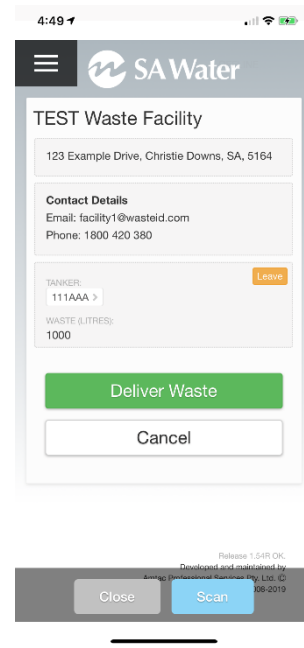 4:49
SA Water
TEST Waste Facility
123 Example Drive, Christie Downs, SA, 5164
Contact Details
Email: facility1@wasteid.com
Phone: 1800 420 380
Leave
TANKER:
111AAA >
WASTE (LITRES):
1000
Deliver Waste
Cancel
Release 1.54R OK.
Developed and maintained by
Amtac Professional Services Pty. Ltd. ©
008-2019
Close
Scan